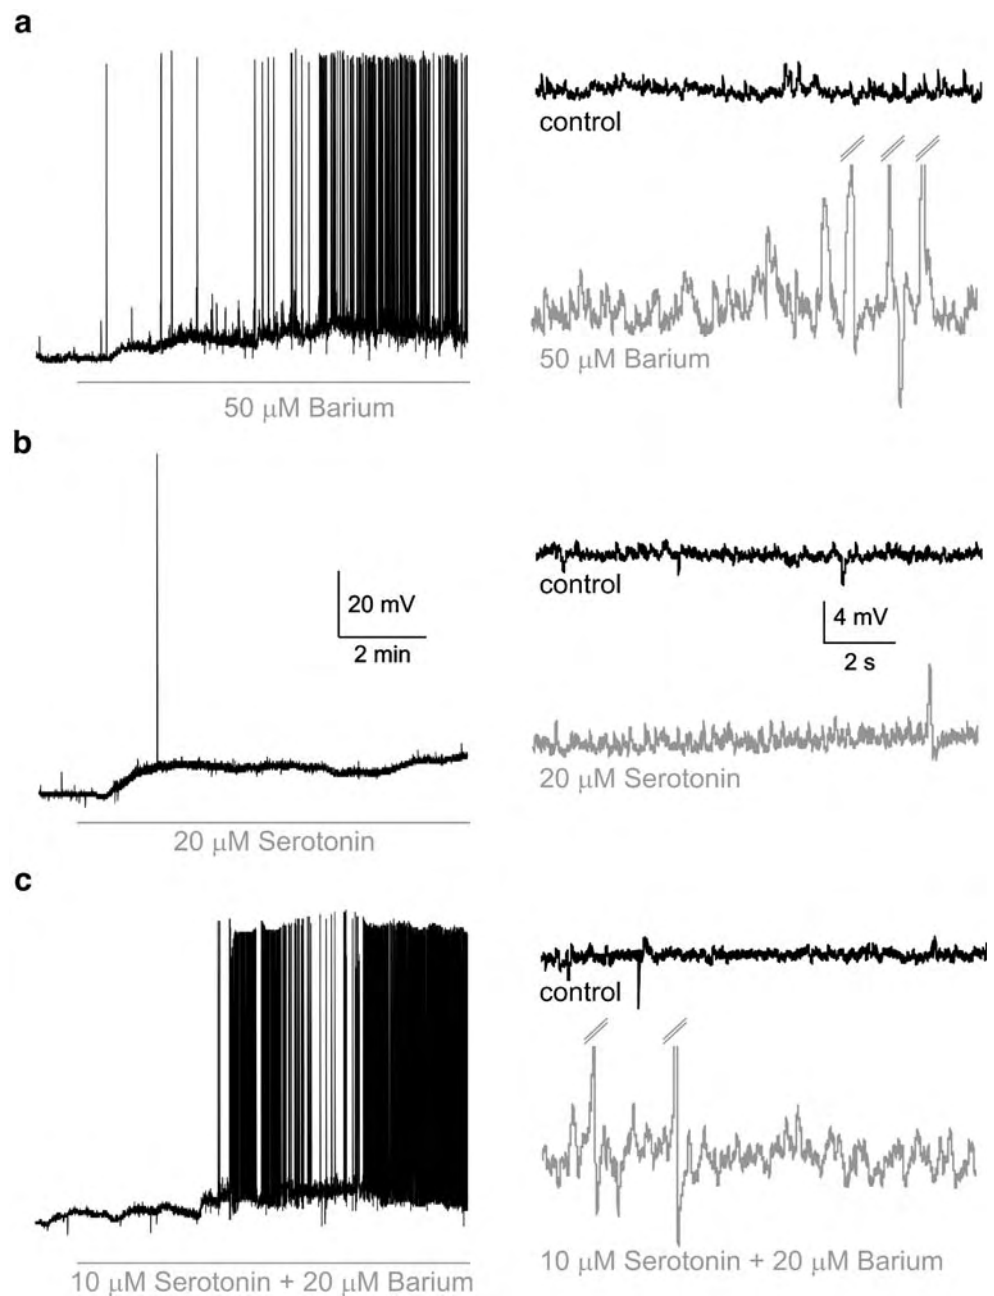 a
control
50 μM Barium
50 μM Barium
b
20 mV
2 min
control
4 mV
2 s
20 μM Serotonin
20 μM Serotonin
c
control
10 μM Serotonin + 20 μM Barium
10 μM Serotonin + 20 μM Barium